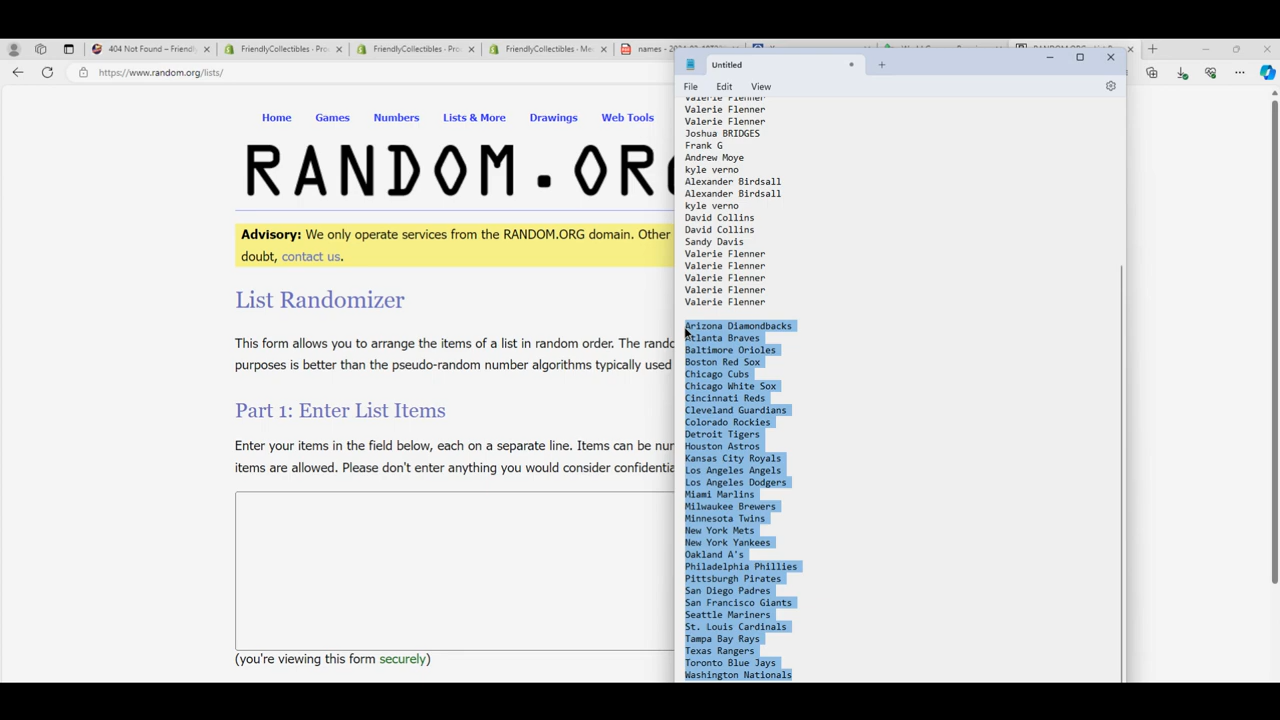 404 Not Found – Friendly
FriendlyCollectibles - Pro
FriendlyCollectibles - Pro
FriendlyCollectibles - Me
https://www.random.org/lists/
Home Games Numbers Lists & More Drawings Web Tools
RANDOM.ORG
Advisory: We only operate services from the RANDOM.ORG domain. Other
doubt, contact us.
List Randomizer
This form allows you to arrange the items of a list in random order. The rando
purposes is better than the pseudo-random number algorithms typically used
Part 1: Enter List Items
Enter your items in the field below, each on a separate line. Items can be nur
items are allowed. Please don't enter anything you would consider confidentia
(you're viewing this form securely)
Untitled
File Edit View
Valerie Flenner
Valerie Flenner
Valerie Flenner
Joshua BRIDGES
Frank G
Andrew Moye
kyle verno
Alexander Birdsall
Alexander Birdsall
kyle verno
David Collins
David Collins
Sandy Davis
Valerie Flenner
Valerie Flenner
Valerie Flenner
Valerie Flenner
Valerie Flenner
Arizona Diamondbacks
Atlanta Braves
Baltimore Orioles
Boston Red Sox
Chicago Cubs
Chicago White Sox
Cincinnati Reds
Cleveland Guardians
Colorado Rockies
Detroit Tigers
Houston Astros
Kansas City Royals
Los Angeles Angels
Los Angeles Dodgers
Miami Marlins
Milwaukee Brewers
Minnesota Twins
New York Mets
New York Yankees
Oakland A's
Philadelphia Phillies
Pittsburgh Pirates
San Diego Padres
San Francisco Giants
Seattle Mariners
St. Louis Cardinals
Tampa Bay Rays
Texas Rangers
Toronto Blue Jays
Washington Nationals